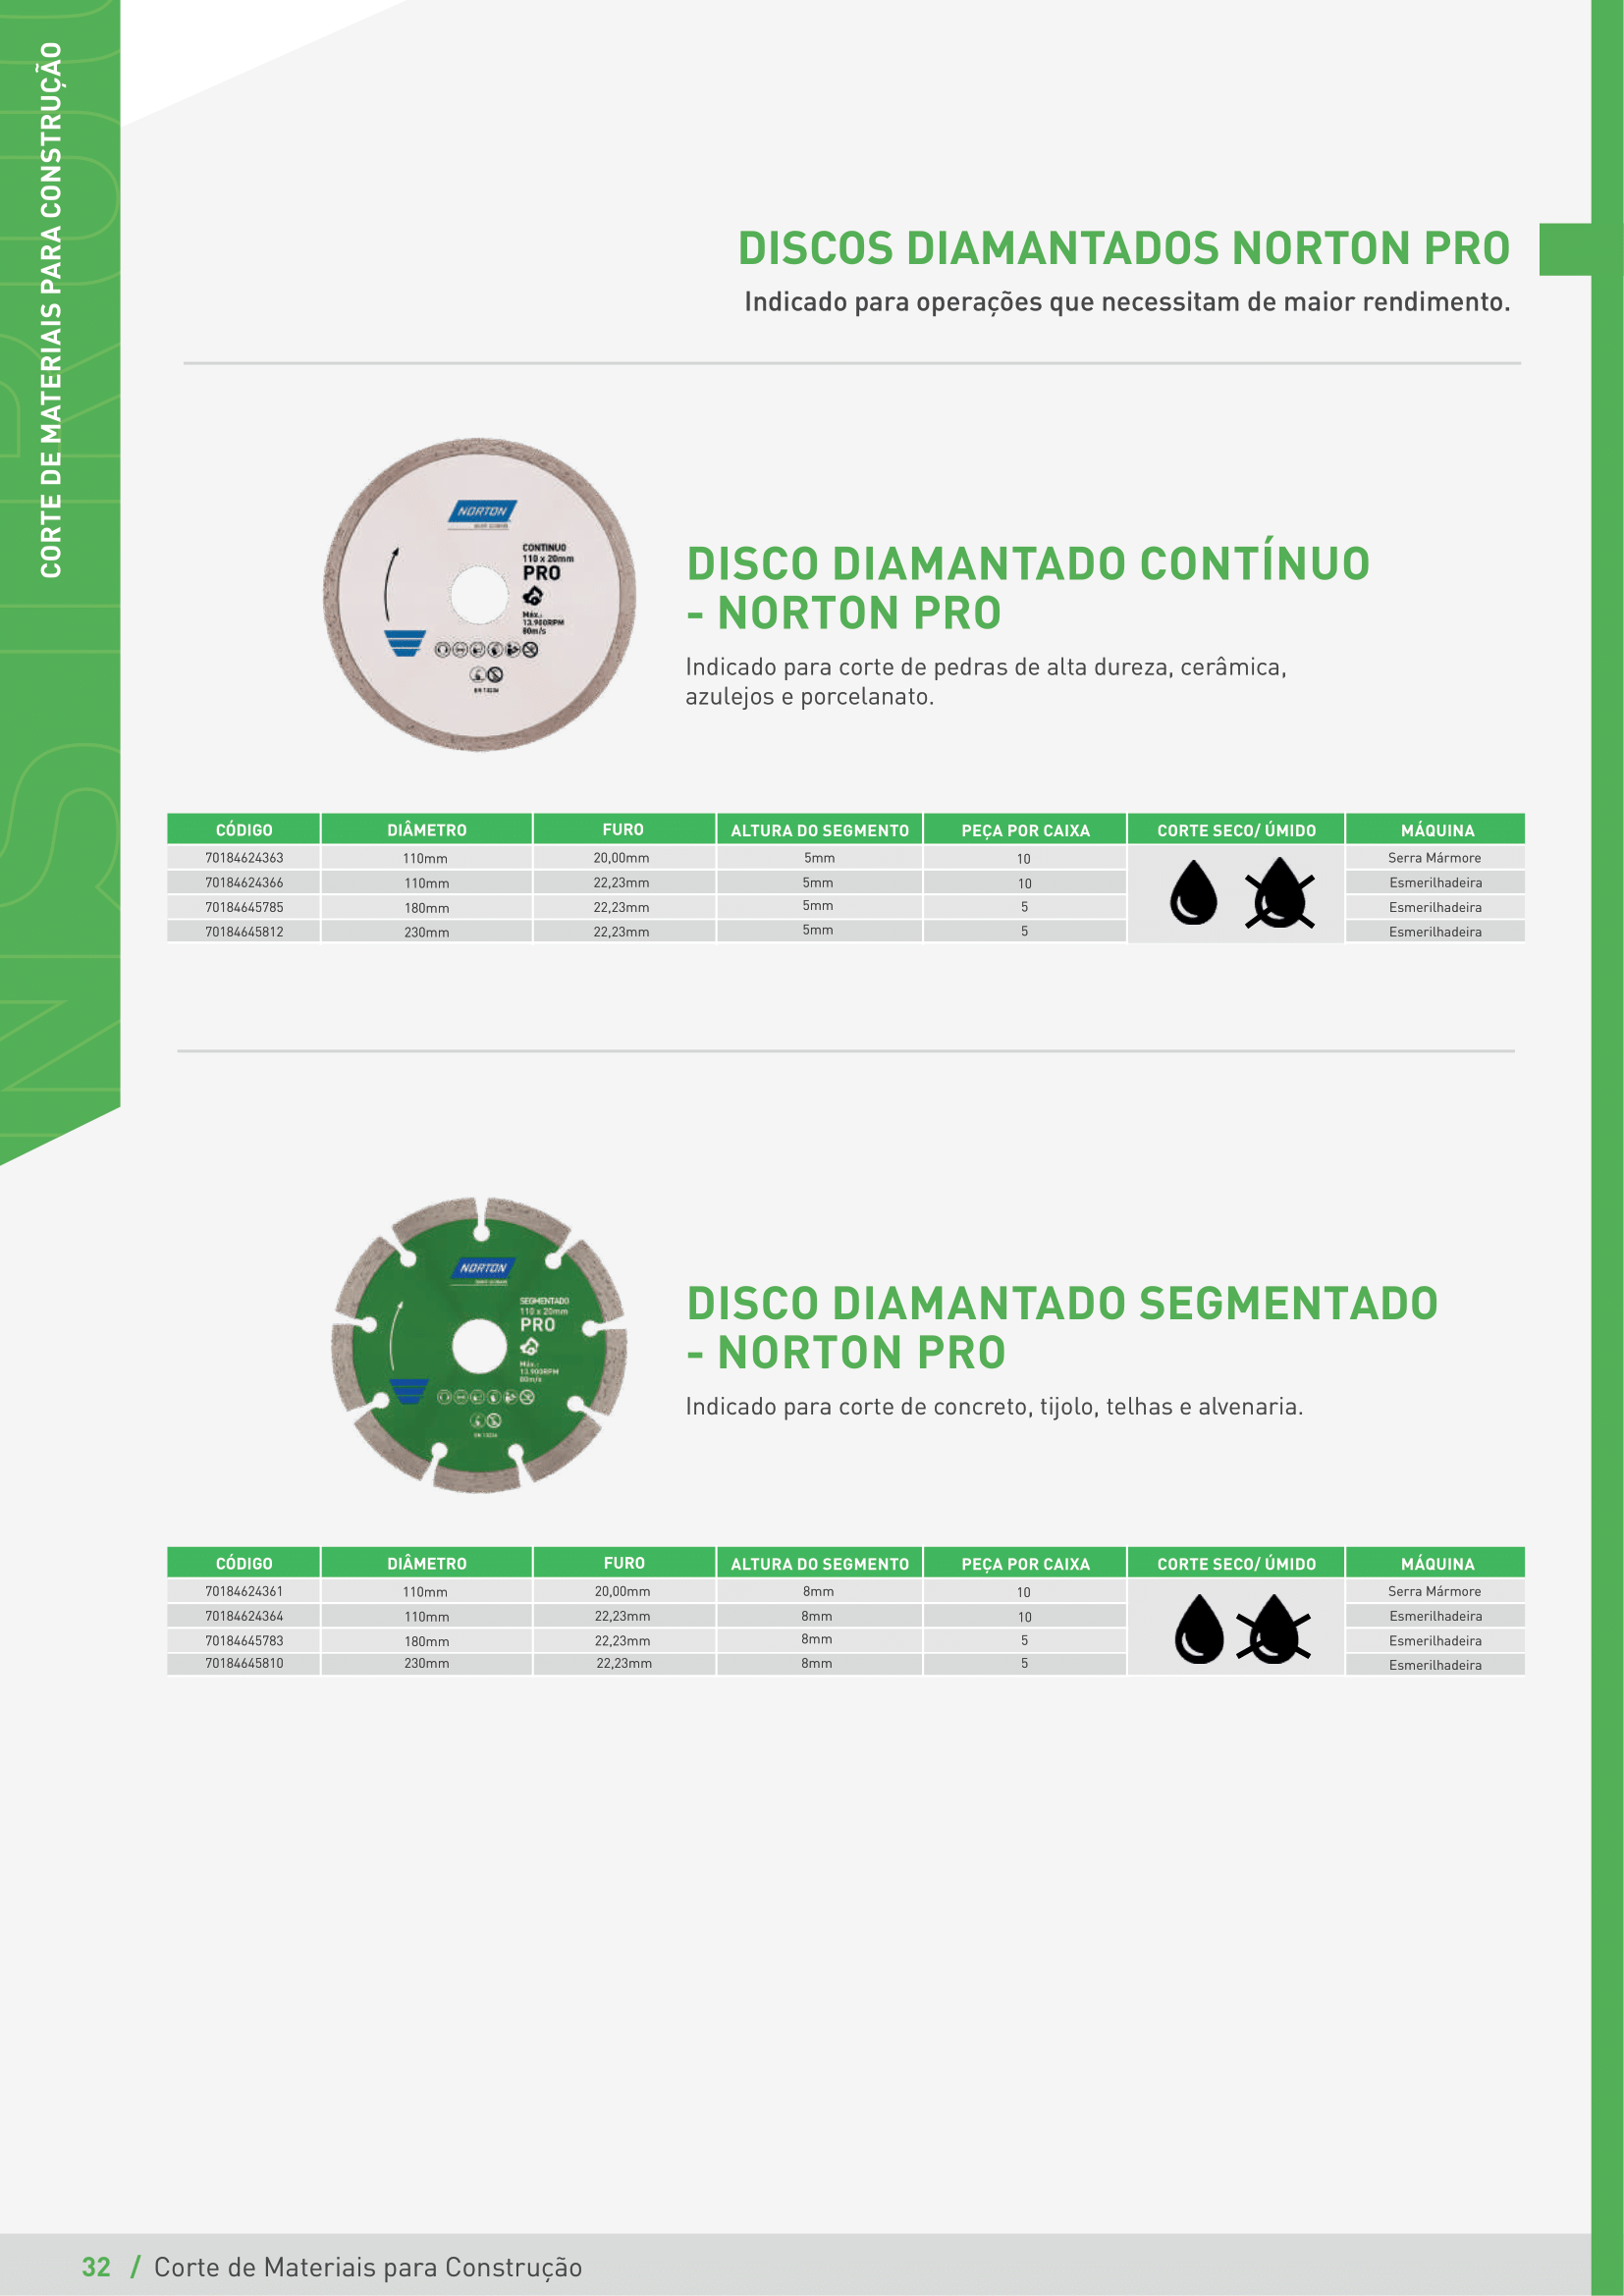 CORTE DE MATERIAIS PARA CONSTRUÇÃO
DISCOS DIAMANTADOS NORTON PRO
Indicado para operações que necessitam de maior rendimento.
NORTON
CONTINUO
110 x 20mm
PRO
Máx.:
13.900RPM
80m/s
DISCO DIAMANTADO CONTÍNUO
- NORTON PRO
Indicado para corte de pedras de alta dureza, cerâmica,
azulejos e porcelanato.
CÓDIGO DIÂMETRO FURO ALTURA DO SEGMENTO PEÇA POR CAIXA CORTE SECO/ ÚMIDO MÁQUINA
70184624363 110mm 20,00mm 5mm 10 Serra Mármore
70184624366 110mm 22,23mm 5mm 10 Esmerilhadeira
70184645785 180mm 22,23mm 5mm 5 Esmerilhadeira
70184645812 230mm 22,23mm 5mm 5 Esmerilhadeira
NORTON
SEGMENTADO
110 x 20mm
PRO
Máx.:
13.900RPM
80m/s
DISCO DIAMANTADO SEGMENTADO
- NORTON PRO
Indicado para corte de concreto, tijolo, telhas e alvenaria.
CÓDIGO DIÂMETRO FURO ALTURA DO SEGMENTO PEÇA POR CAIXA CORTE SECO/ ÚMIDO MÁQUINA
70184624361 110mm 20,00mm 8mm 10 Serra Mármore
70184624364 110mm 22,23mm 8mm 10 Esmerilhadeira
70184645783 180mm 22,23mm 8mm 5 Esmerilhadeira
70184645810 230mm 22,23mm 8mm 5 Esmerilhadeira
32 / Corte de Materiais para Construção